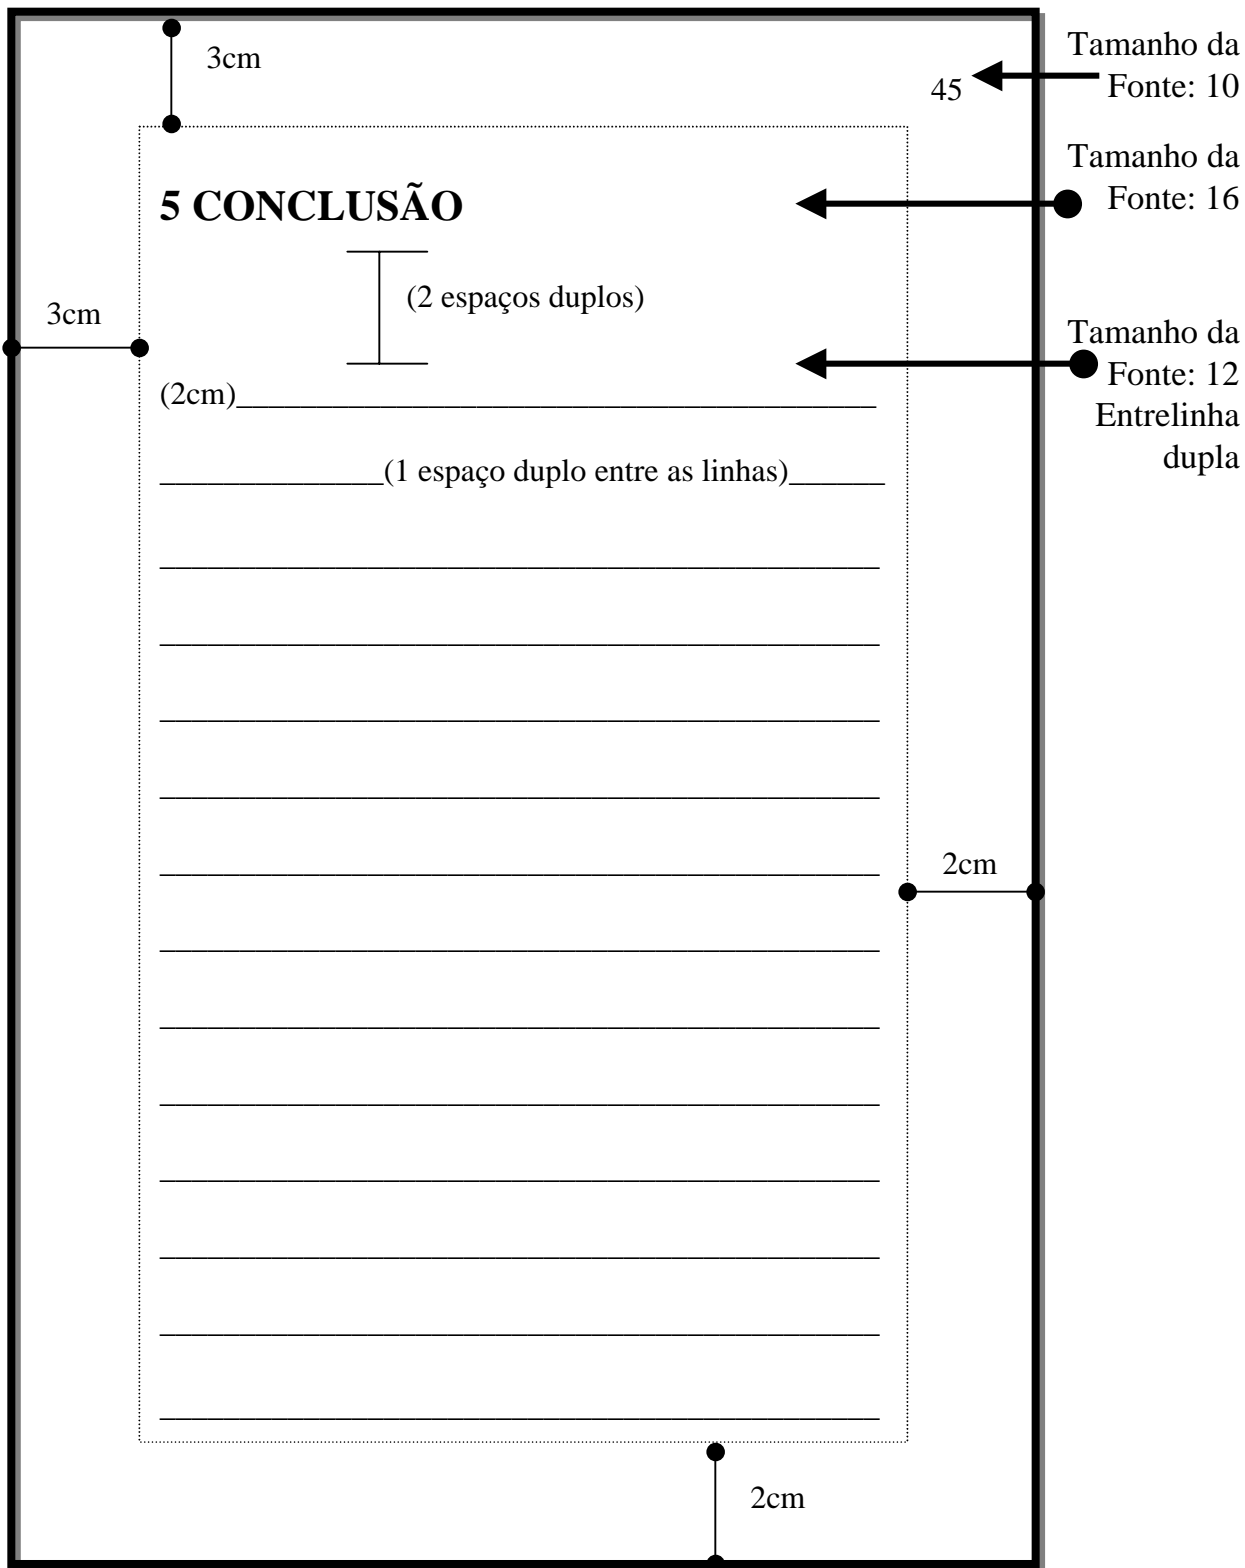 3cm
45
Tamanho da
Fonte: 10
Tamanho da
Fonte: 16
5 CONCLUSÃO
(2 espaços duplos)
3cm
Tamanho da
Fonte: 12
Entrelinha
dupla
(2cm)________________________________________
______________(1 espaço duplo entre as linhas)______
2cm
2cm